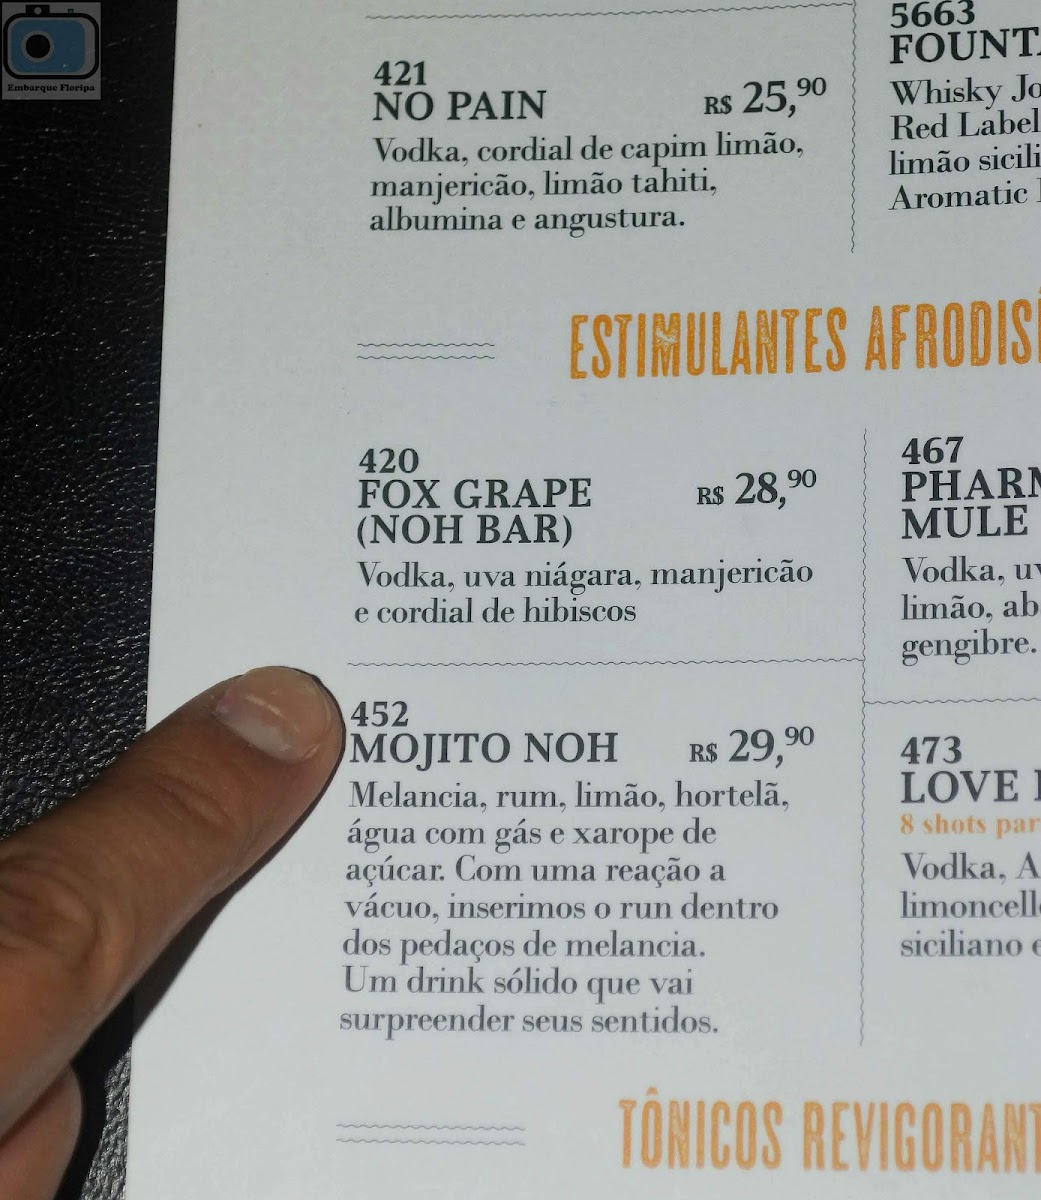 Embarque Floripa
421
NO PAIN R$ 25,90
Vodka, cordial de capim limão,
manjericão, limão tahiti,
albumina e angustura.
5663
Whisky
Red Label
limão
Aromatic
ESTIMULANTES
420
FOX GRAPE R$ 28,90
(NOH BAR)
Vodka, uva niágara, manjericão
e cordial de hibiscos
467
MULE
Vodka,
limão,
gengibre.
452
MOJITO NOH R$ 29,90
Melancia, rum, limão, hortelã,
água com gás e xarope de
açúcar. Com uma reação a
vácuo, inserimos o run dentro
dos pedaços de melancia.
Um drink sólido que vai
surpreender seus sentidos.
473
LOVE
8 shots
Vodka,
siciliano
TÔNICOS